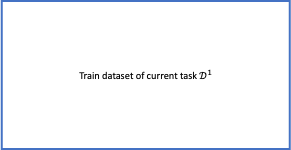 Train dataset of current task 𝒟¹